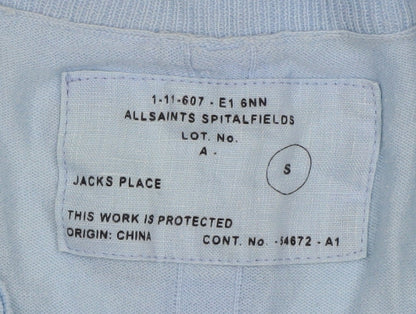 1-11-607 - E1 6NN
ALLSAINTS SPITALFIELDS
LOT. No.
A -
S
JACKS PLACE
THIS WORK IS PROTECTED
ORIGIN: CHINA CONT. No. -54672 - A1